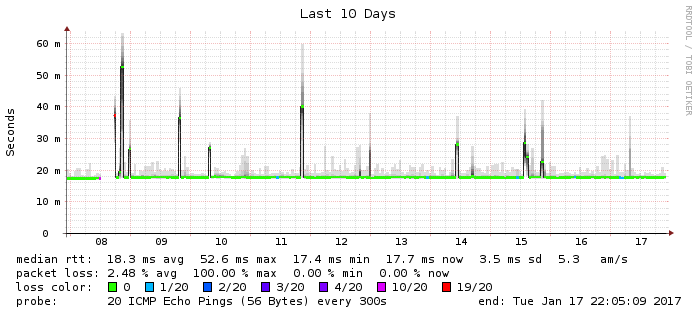 Last 10 Days
RRDTOOL / TOBI OETIKER
Seconds
60 m
50 m
40 m
30 m
20 m
10 m
0
08 09 10 11 12 13 14 15 16 17
median rtt: 18.3 ms avg 52.6 ms max 17.4 ms min 17.7 ms now 3.5 ms sd 5.3 am/s
packet loss: 2.48 % avg 100.00 % max 0.00 % min 0.00 % now
loss color: 0 1/20 2/20 3/20 4/20 10/20 19/20
probe: 20 ICMP Echo Pings (56 Bytes) every 300s end: Tue Jan 17 22:05:09 2017